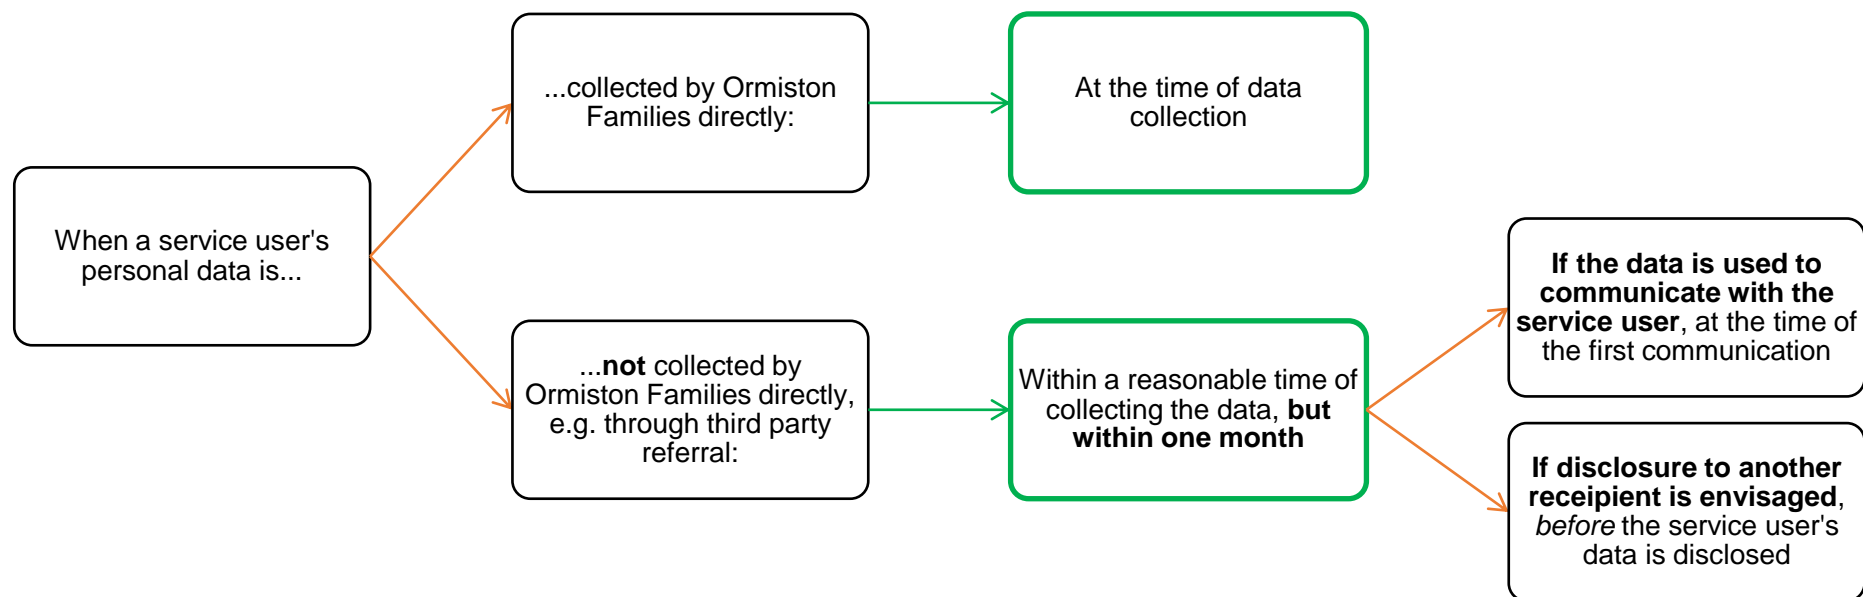 When a service user's
personal data is...
...collected by Ormiston
Families directly:
At the time of data
collection
...not collected by
Ormiston Families directly,
e.g. through third party
referral:
Within a reasonable time of
collecting the data, but
within one month
If the data is used to
communicate with the
service user, at the time of
the first communication
If disclosure to another
receipient is envisaged,
before the service user's
data is disclosed